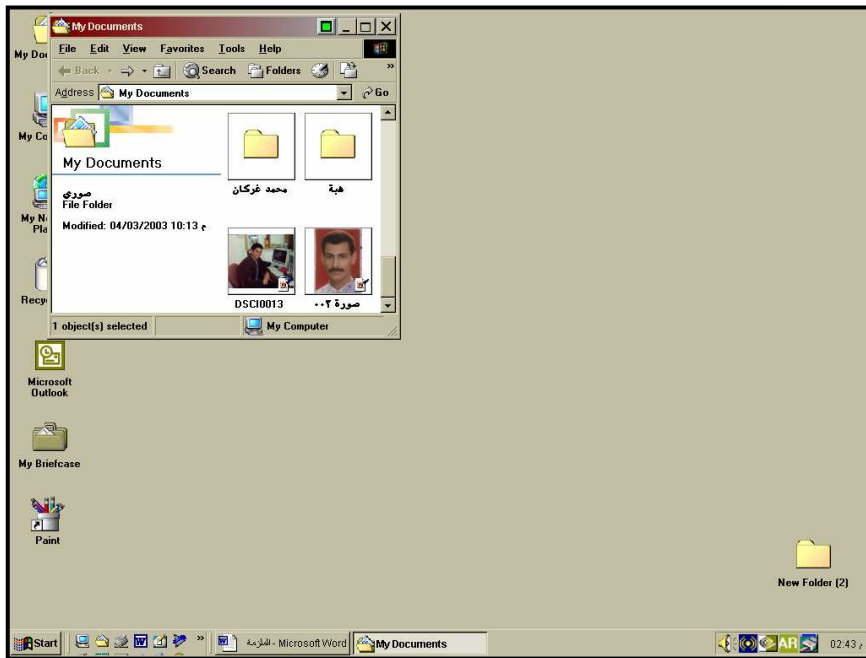 My Documents
File Edit View Favorites Tools Help
Back Search Folders »
Address My Documents Go
My Documents
صوري
File Folder
Modified: 04/03/2003 10:13 م
محمد غركان
هبة
DSCI0013
صورة ٠٠٢
1 object(s) selected My Computer
My Do
My Co
My N
Pla
Recy
Microsoft
Outlook
My Briefcase
Paint
New Folder (2)
Start » الملزمة - Microsoft Word My Documents AR 02:43 م